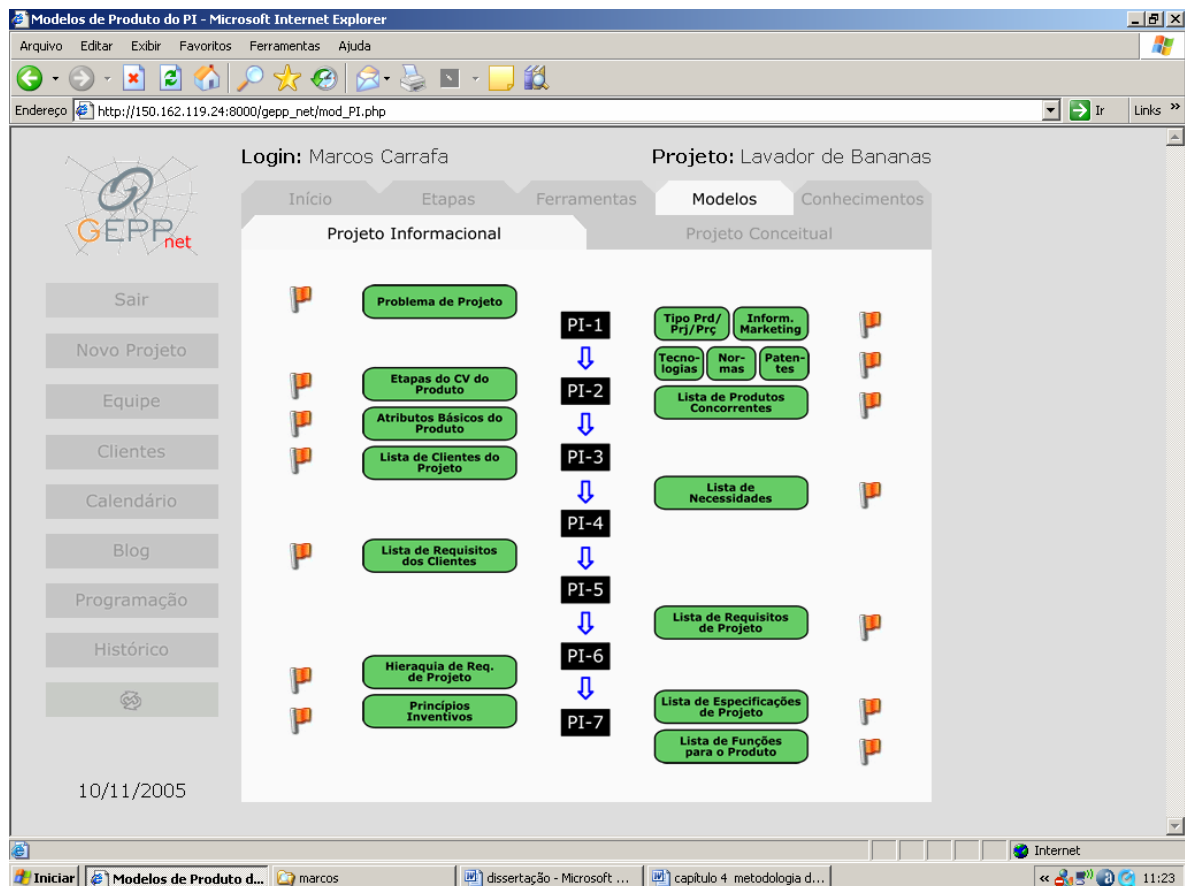 Modelos de Produto do PI - Microsoft Internet Explorer
Arquivo Editar Exibir Favoritos Ferramentas Ajuda
Endereço http://150.162.119.24:8000/gepp_net/mod_PI.php Ir Links »
Login: Marcos Carrafa Projeto: Lavador de Bananas
GEPP
net
Início Etapas Ferramentas Modelos Conhecimentos
Projeto Informacional Projeto Conceitual
Sair
Novo Projeto
Equipe
Clientes
Calendário
Blog
Programação
Histórico
10/11/2005
Problema de Projeto
Etapas do CV do
Produto
Atributos Básicos do
Produto
Lista de Clientes do
Projeto
Lista de Requisitos
dos Clientes
Hieraquia de Req.
de Projeto
Princípios
Inventivos
PI-1
PI-2
PI-3
PI-4
PI-5
PI-6
PI-7
Tipo Prd/
Prj/Prç
Inform.
Marketing
Tecno-
logias
Nor-
mas
Paten-
tes
Lista de Produtos
Concorrentes
Lista de
Necessidades
Lista de Requisitos
de Projeto
Lista de Especificações
de Projeto
Lista de Funções
para o Produto
Internet
Iniciar Modelos de Produto d... marcos dissertação - Microsoft ... capítulo 4 metodologia d... « 11:23